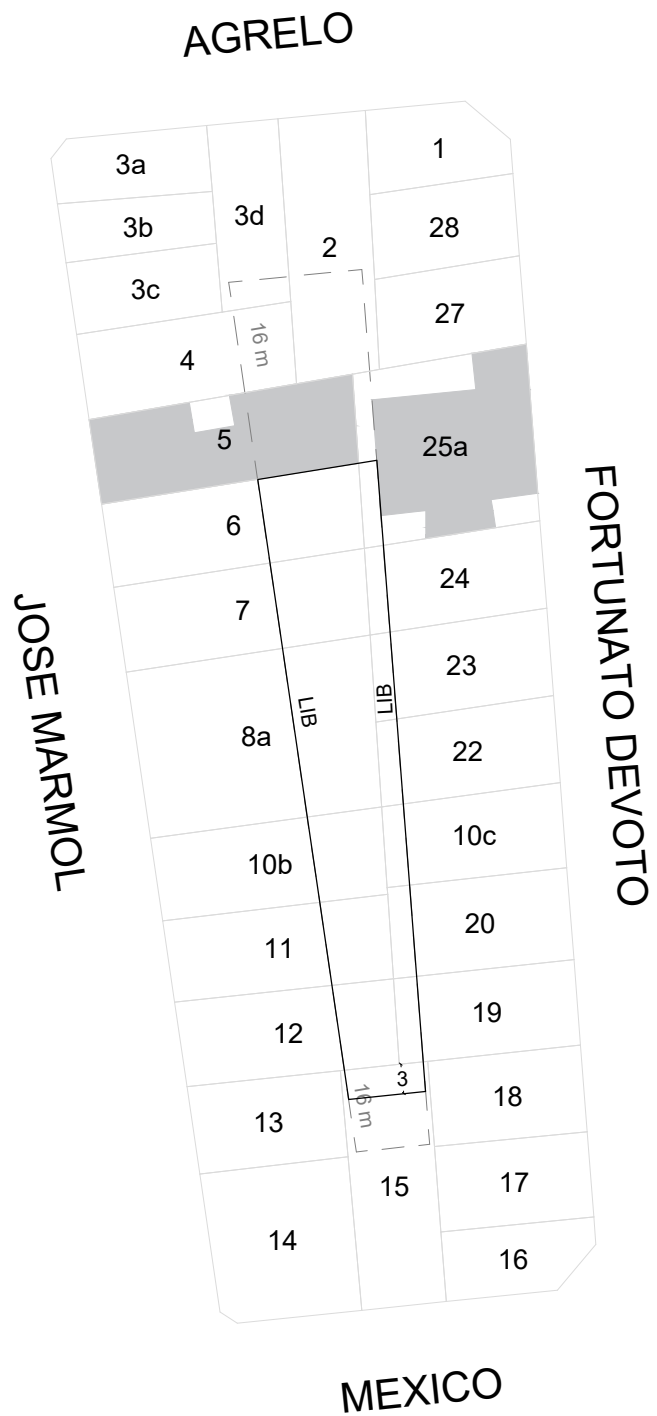 AGRELO
3a
1
3d
3b
28
2
3c
27
16 m
4
5
25a
6
24
7
FORTUNATO DEVOTO
JOSE MARMOL
23
LIB
LIB
8a
22
10c
10b
20
11
19
12
3
18
16 m
13
15
17
14
16
MEXICO